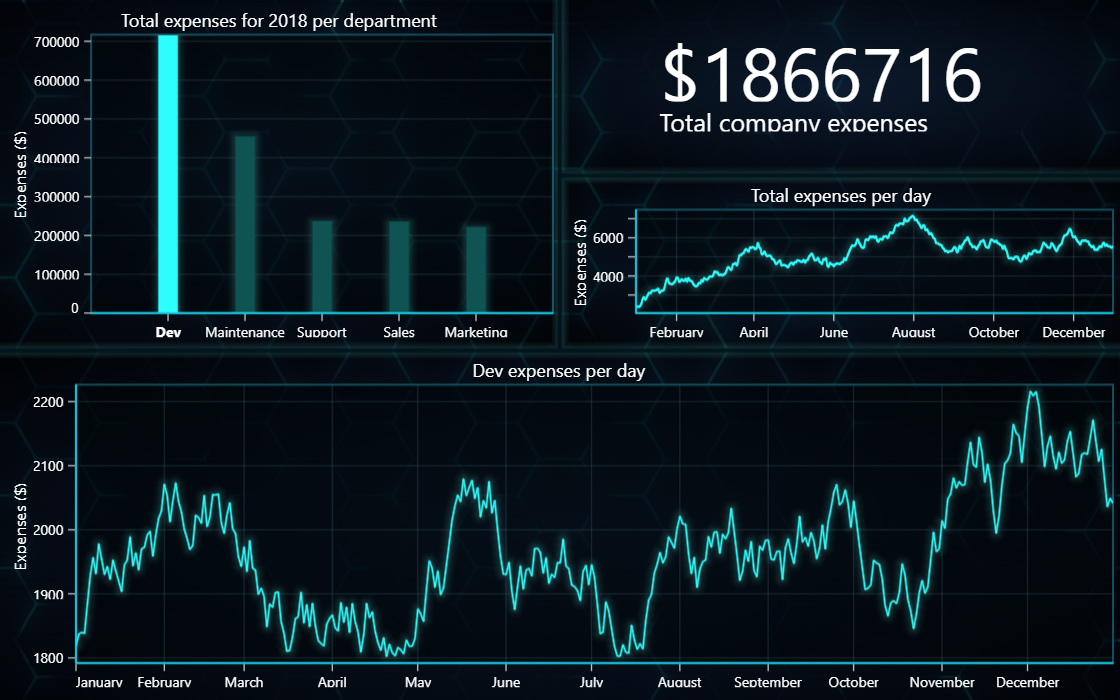 Total expenses for 2018 per department
Expenses ($)
700000
600000
500000
400000
300000
200000
100000
0
Dev Maintenance Support Sales Marketing
$1866716
Total company expenses
Total expenses per day
Expenses ($)
6000
4000
February April June August October December
Dev expenses per day
Expenses ($)
2200
2100
2000
1900
1800
January February March April May June July August September October November December